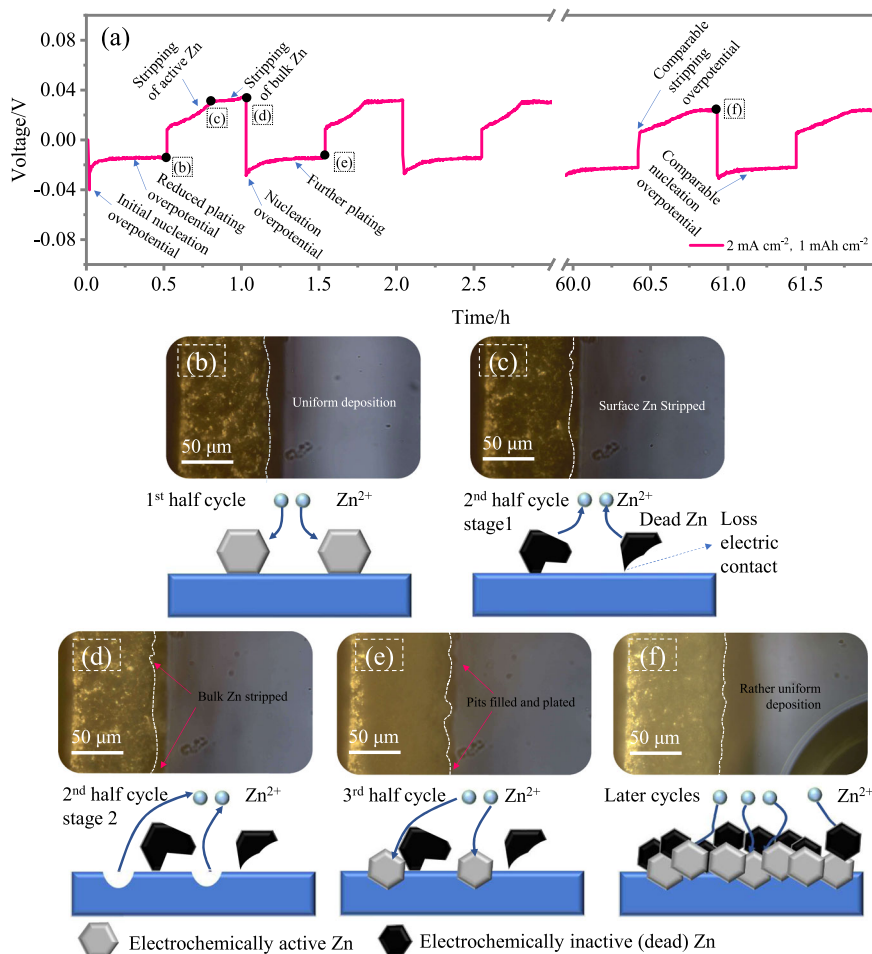 (a)
Voltage/V
0.08
0.04
0.00
-0.04
-0.08
Stripping
of active Zn
Stripping
of bulk Zn
(c)
(d)
(b)
(e)
Reduced plating
overpotential
Initial nucleation
overpotential
Nucleation
overpotential
Further plating
Comparable
stripping
overpotential
(f)
Comparable
nucleation
overpotential
2 mA cm⁻², 1 mAh cm⁻²
0.0 0.5 1.0 1.5 2.0 2.5 60.0 60.5 61.0 61.5
Time/h
(b)
Uniform deposition
50 μm
(c)
Surface Zn Stripped
50 μm
1st half cycle
Zn²⁺
2nd half cycle
stage1
Zn²⁺
Dead Zn
Loss
electric
contact
(d)
Bulk Zn stripped
50 μm
(e)
Pits filled and plated
50 μm
(f)
Rather uniform
deposition
50 μm
2nd half cycle
stage 2
Zn²⁺
3rd half cycle
Zn²⁺
Later cycles
Zn²⁺
Electrochemically active Zn
Electrochemically inactive (dead) Zn